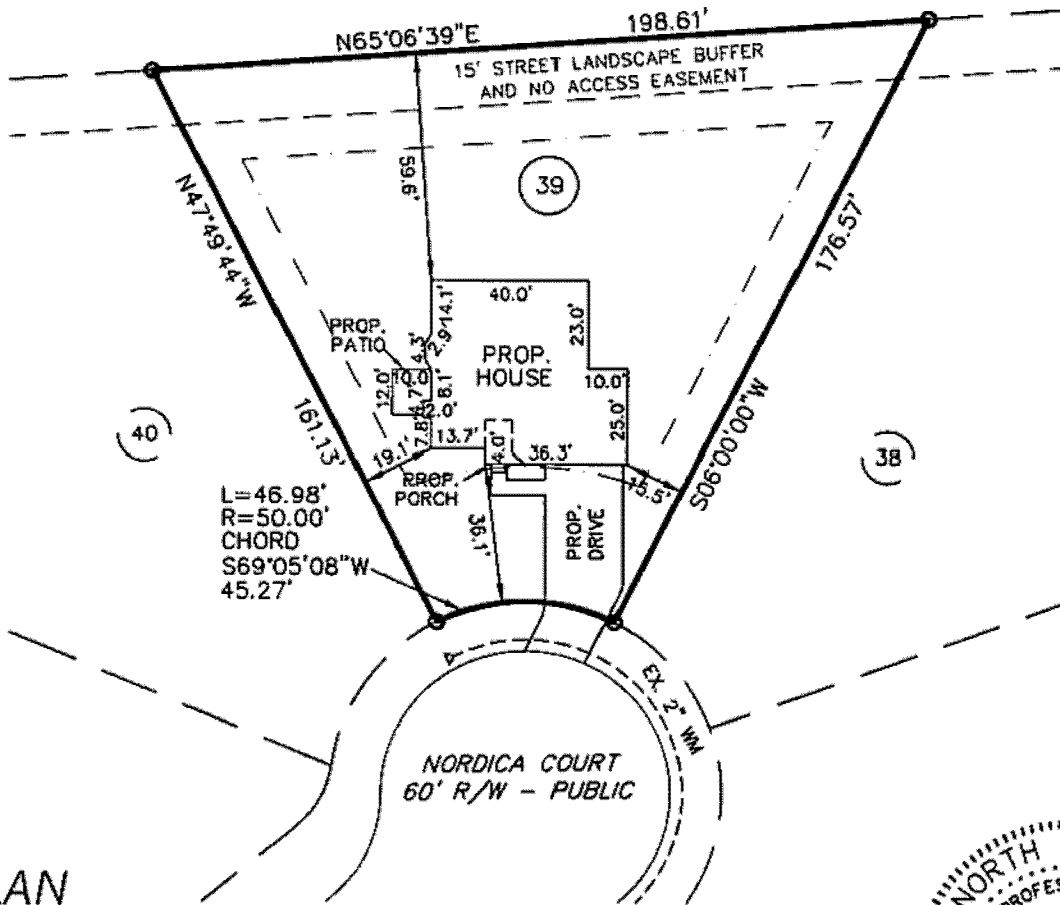 N65°06'39"E
198.61'
15' STREET LANDSCAPE BUFFER
AND NO ACCESS EASEMENT
39
59.6'
N47°49'44"W
176.57'
40.0'
14.1'
2.9'
4.3'
23.0'
PROP.
PATIO
PROP.
HOUSE
10.0'
10.0'
12.0'
4.7'
8.1'
2.0'
25.0'
161.13'
40
7.8'
13.7'
4.0'
36.3'
19.1'
S06°00'00"W
38
PROP.
PORCH
15.5'
L=46.98'
R=50.00'
CHORD
S69°05'08"W
45.27'
36.1'
PROP.
DRIVE
EX. 2" WM
NORDICA COURT
60' R/W - PUBLIC
AN
NORTH
PROFES